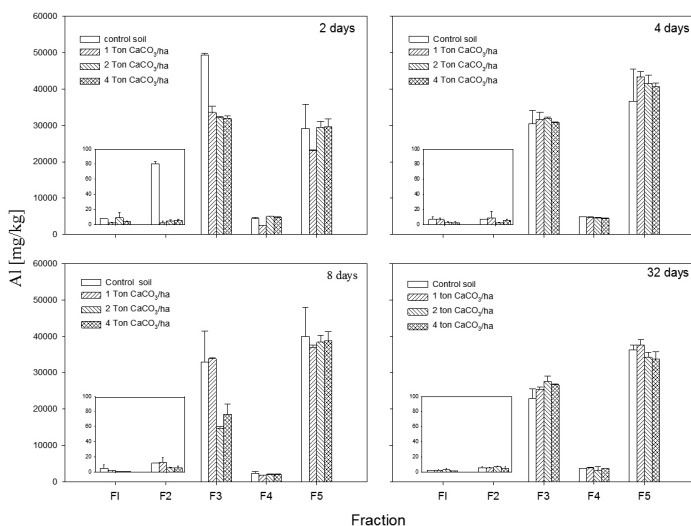 60000
50000
40000
30000
20000
10000
0
2 days
control soil
1 Ton CaCO₃/ha
2 Ton CaCO₃/ha
4 Ton CaCO₃/ha
100
80
60
40
20
0
4 days
Control soil
1 Ton CaCO₃/ha
2 Ton CaCO₃/ha
4 Ton CaCO₃/ha
100
80
60
40
20
0
Al [mg/kg]
60000
50000
40000
30000
20000
10000
0
8 days
Control soil
1 Ton CaCO₃/ha
2 Ton CaCO₃/ha
4 Ton CaCO₃/ha
100
80
60
40
20
0
32 days
Control soil
1 ton CaCO₃/ha
2 ton CaCO₃/ha
4 ton CaCO₃/ha
100
80
60
40
20
0
FI F2 F3 F4 F5
FI F2 F3 F4 F5
Fraction